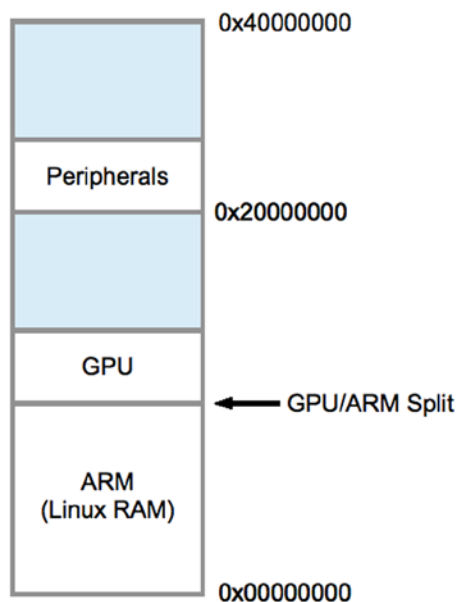 0x40000000
Peripherals
0x20000000
GPU
GPU/ARM Split
ARM
(Linux RAM)
0x00000000